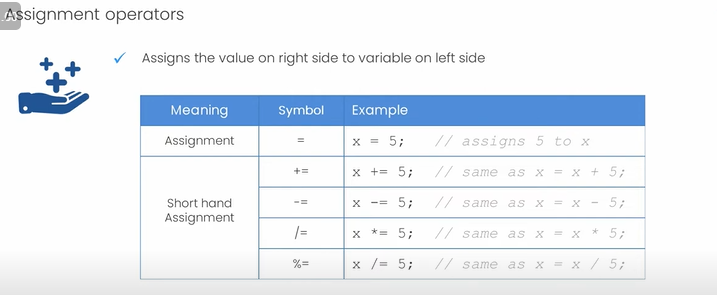 Assignment operators
✓ Assigns the value on right side to variable on left side
Meaning Symbol Example
Assignment = x = 5; // assigns 5 to x
+= x += 5; // same as x = x + 5;
Short hand
Assignment
-= x -= 5; // same as x = x - 5;
/= x *= 5; // same as x = x * 5;
%= x /= 5; // same as x = x / 5;